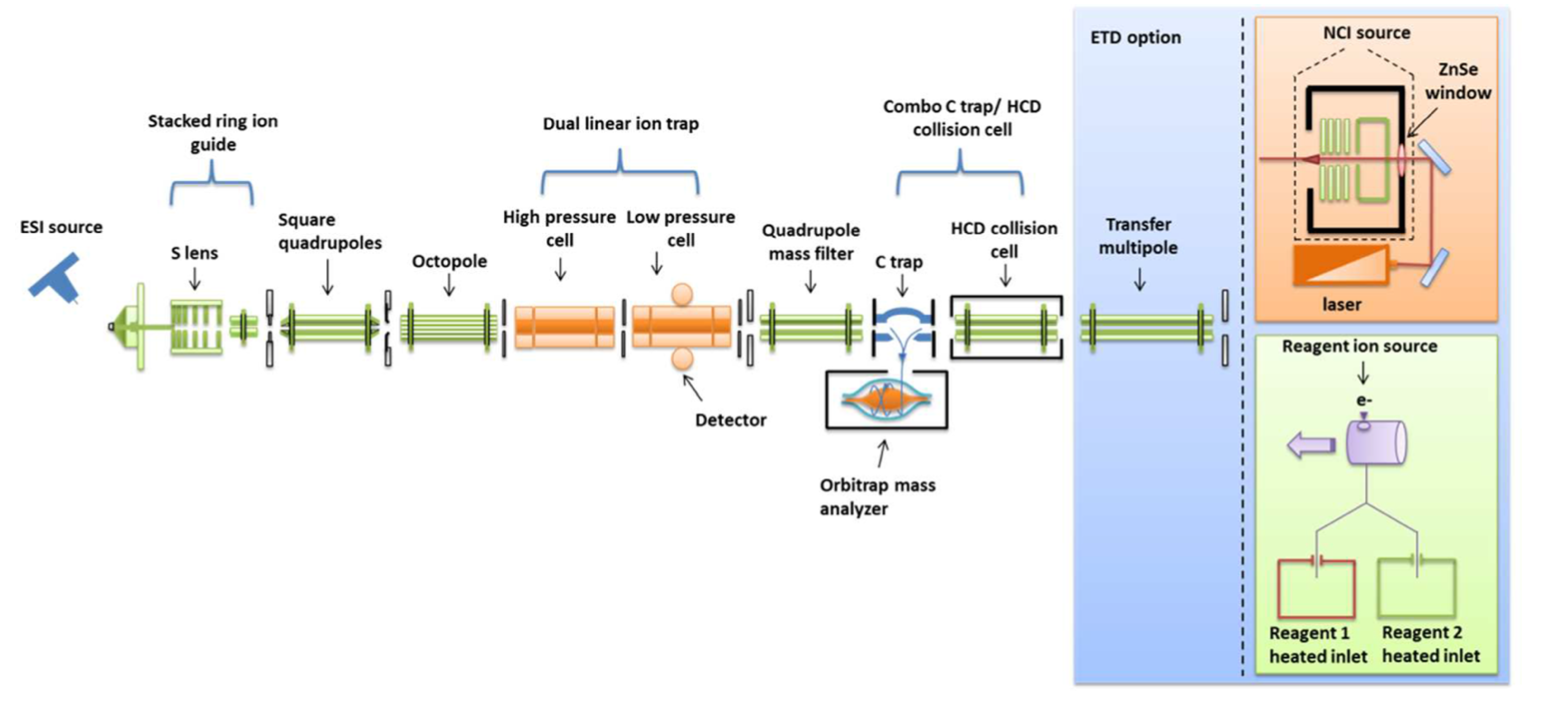 ETD option
NCI source
ZnSe
window
Combo C trap/ HCD
collision cell
Stacked ring ion
guide
Dual linear ion trap
ESI source
Square
quadrupoles
High pressure
cell
Low pressure
cell
Quadrupole
mass filter
HCD collision
cell
Transfer
multipole
S lens
Octopole
C trap
laser
Detector
Orbitrap mass
analyzer
Reagent ion source
e-
Reagent 1
heated inlet
Reagent 2
heated inlet